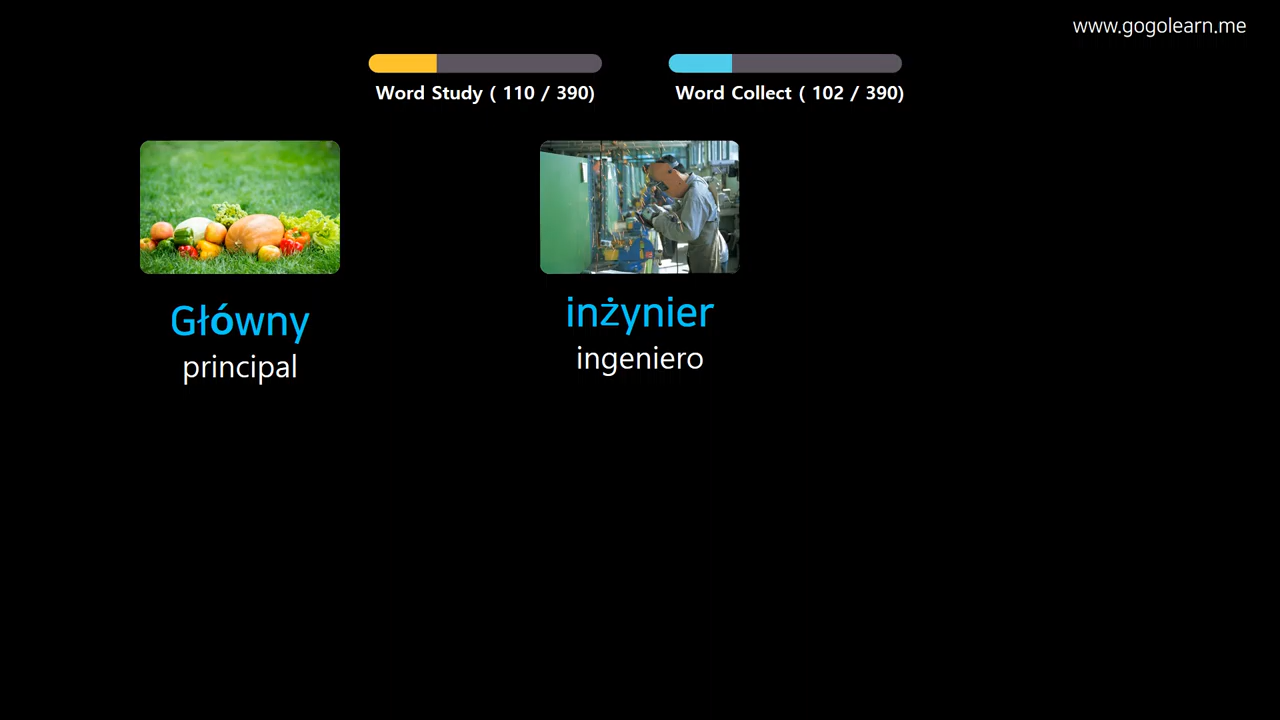 www.gogolearn.me
Word Study ( 110 / 390)
Word Collect ( 102 / 390)
Główny
principal
inżynier
ingeniero